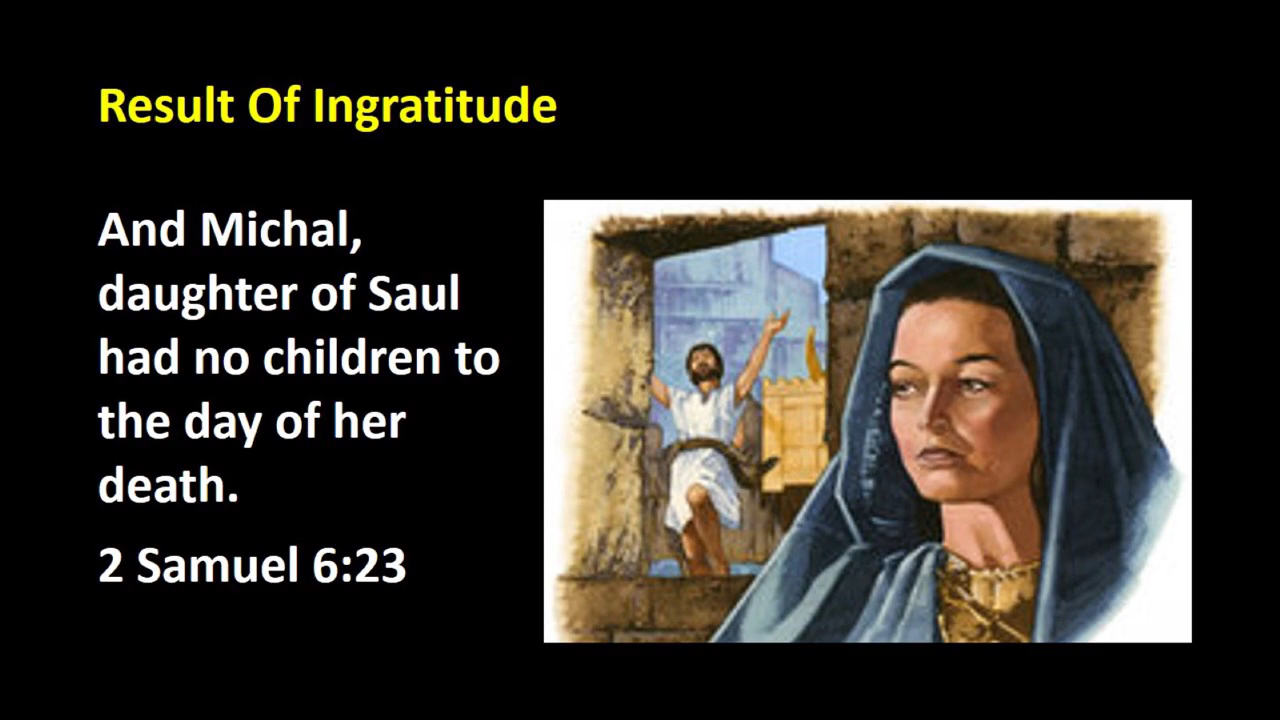 Result Of Ingratitude
And Michal,
daughter of Saul
had no children to
the day of her
death.
2 Samuel 6:23